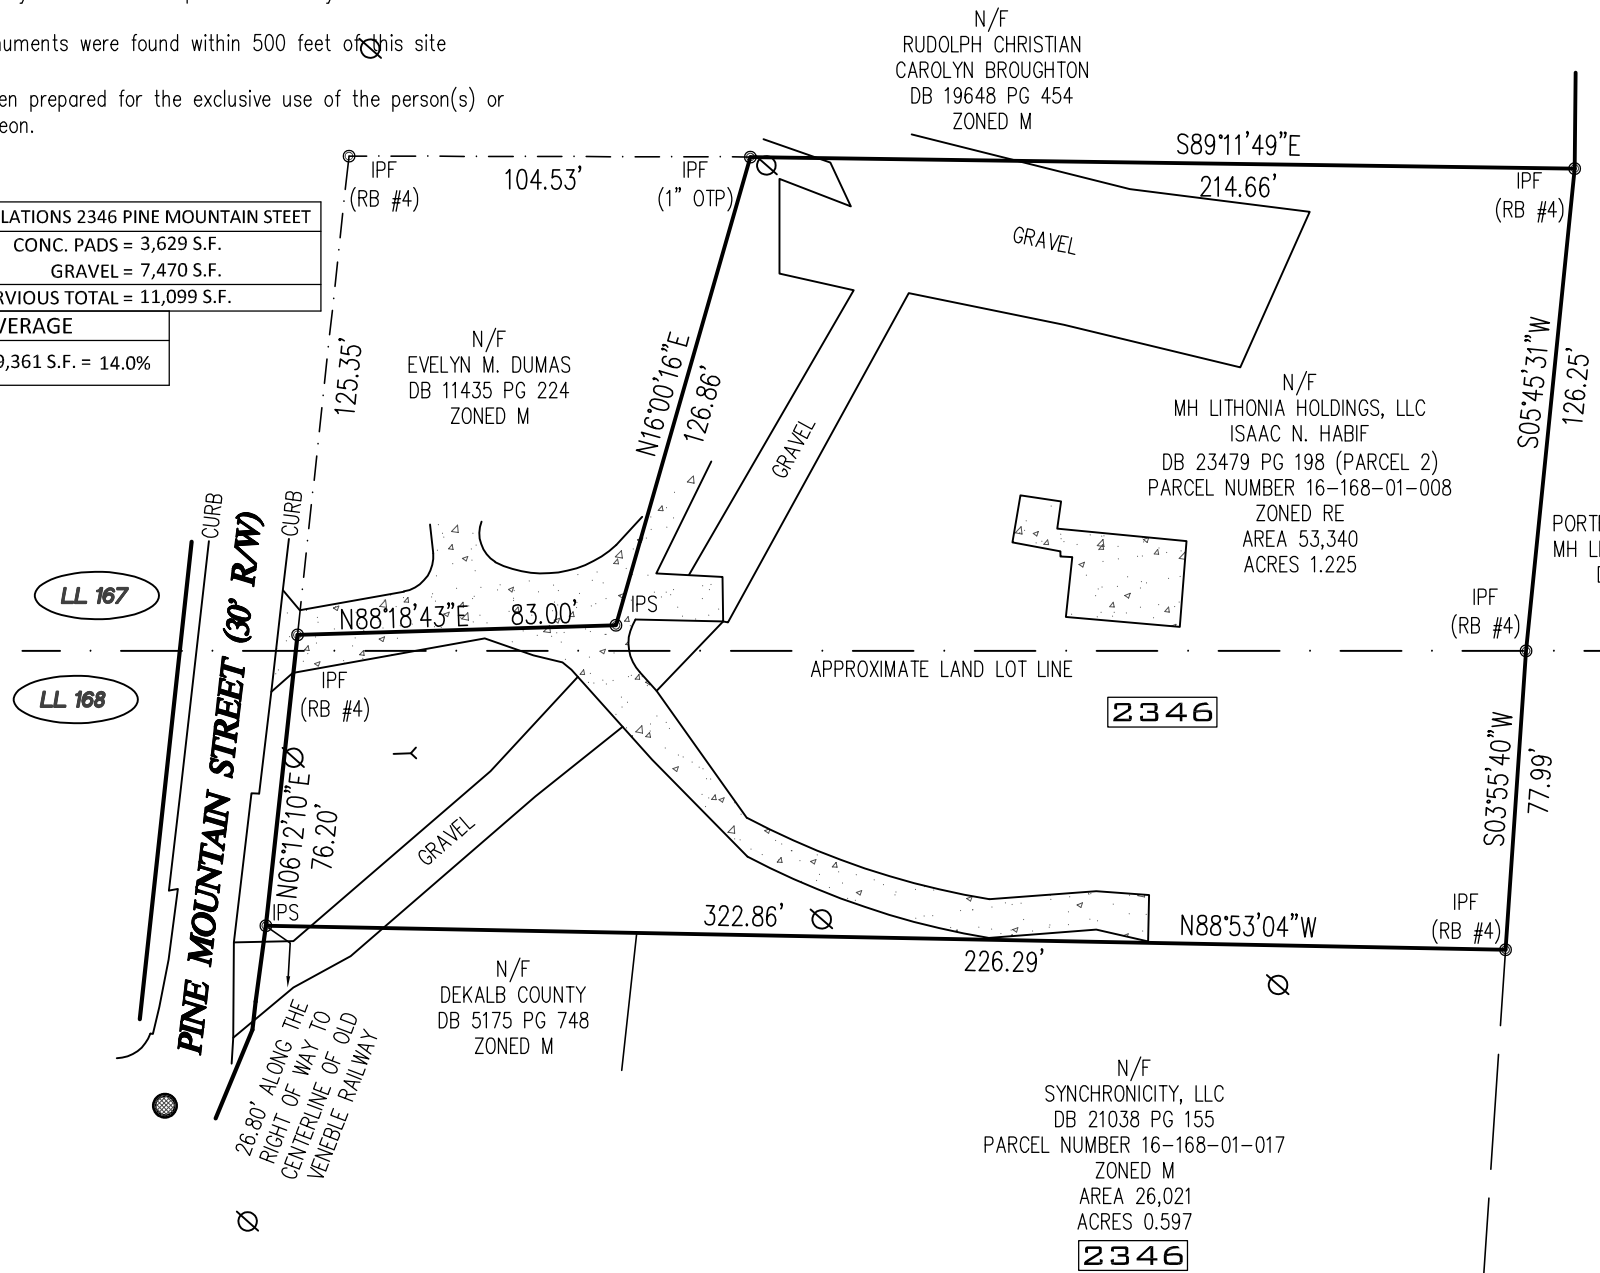 uments were found within 500 feet of this site
en prepared for the exclusive use of the person(s) or
eon.
LATIONS 2346 PINE MOUNTAIN STEET
CONC. PADS = 3,629 S.F.
GRAVEL = 7,470 S.F.
RVIOUS TOTAL = 11,099 S.F.
VERAGE
9,361 S.F. = 14.0%
N/F
RUDOLPH CHRISTIAN
CAROLYN BROUGHTON
DB 19648 PG 454
ZONED M
IPF
(RB #4)
104.53'
IPF
(1" OTP)
S89°11'49"E
214.66'
IPF
(RB #4)
GRAVEL
125.35'
N/F
EVELYN M. DUMAS
DB 11435 PG 224
ZONED M
N16°00'16"E
126.86'
GRAVEL
N/F
MH LITHONIA HOLDINGS, LLC
ISAAC N. HABIF
DB 23479 PG 198 (PARCEL 2)
PARCEL NUMBER 16-168-01-008
ZONED RE
AREA 53,340
ACRES 1.225
S05°45'31"W
126.25'
PORT
MH L
CURB
CURB
PINE MOUNTAIN STREET (30' R/W)
LL 167
LL 168
N88°18'43"E 83.00'
IPS
IPF
(RB #4)
IPF
(RB #4)
APPROXIMATE LAND LOT LINE
2346
N06°12'10"E
76.20'
GRAVEL
S03°55'40"W
77.99'
IPS
322.86'
N88°53'04"W
226.29'
IPF
(RB #4)
N/F
DEKALB COUNTY
DB 5175 PG 748
ZONED M
26.80' ALONG THE
RIGHT OF WAY TO
CENTERLINE OF OLD
VENEBLE RAILWAY
N/F
SYNCHRONICITY, LLC
DB 21038 PG 155
PARCEL NUMBER 16-168-01-017
ZONED M
AREA 26,021
ACRES 0.597
2346